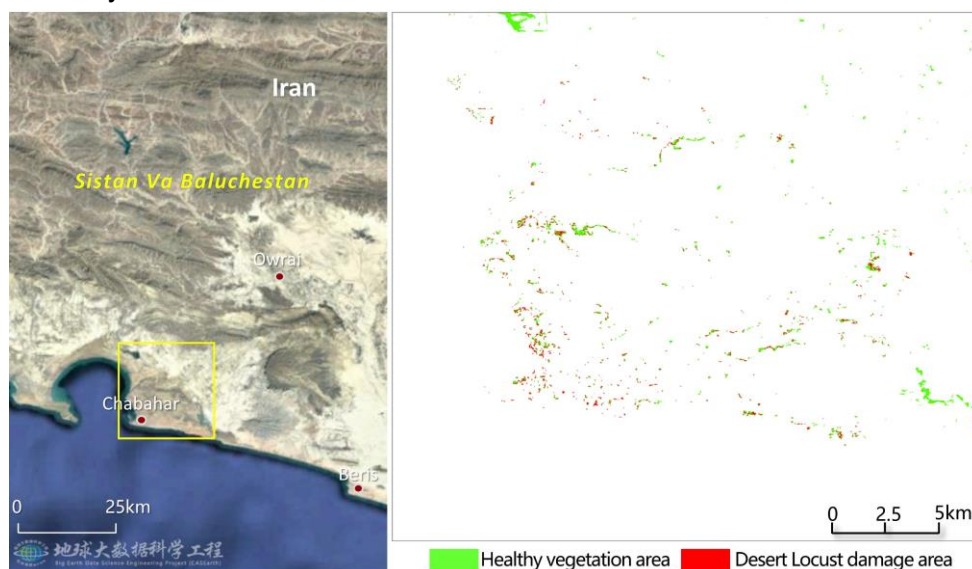 Iran
Sistan Va Baluchestan
Owrai
Chabahar
Beris
0 25km
地球大数据科学工程
Big Earth Data Science Engineering Project (CASEarth)
0 2.5 5km
Healthy vegetation area Desert Locust damage area